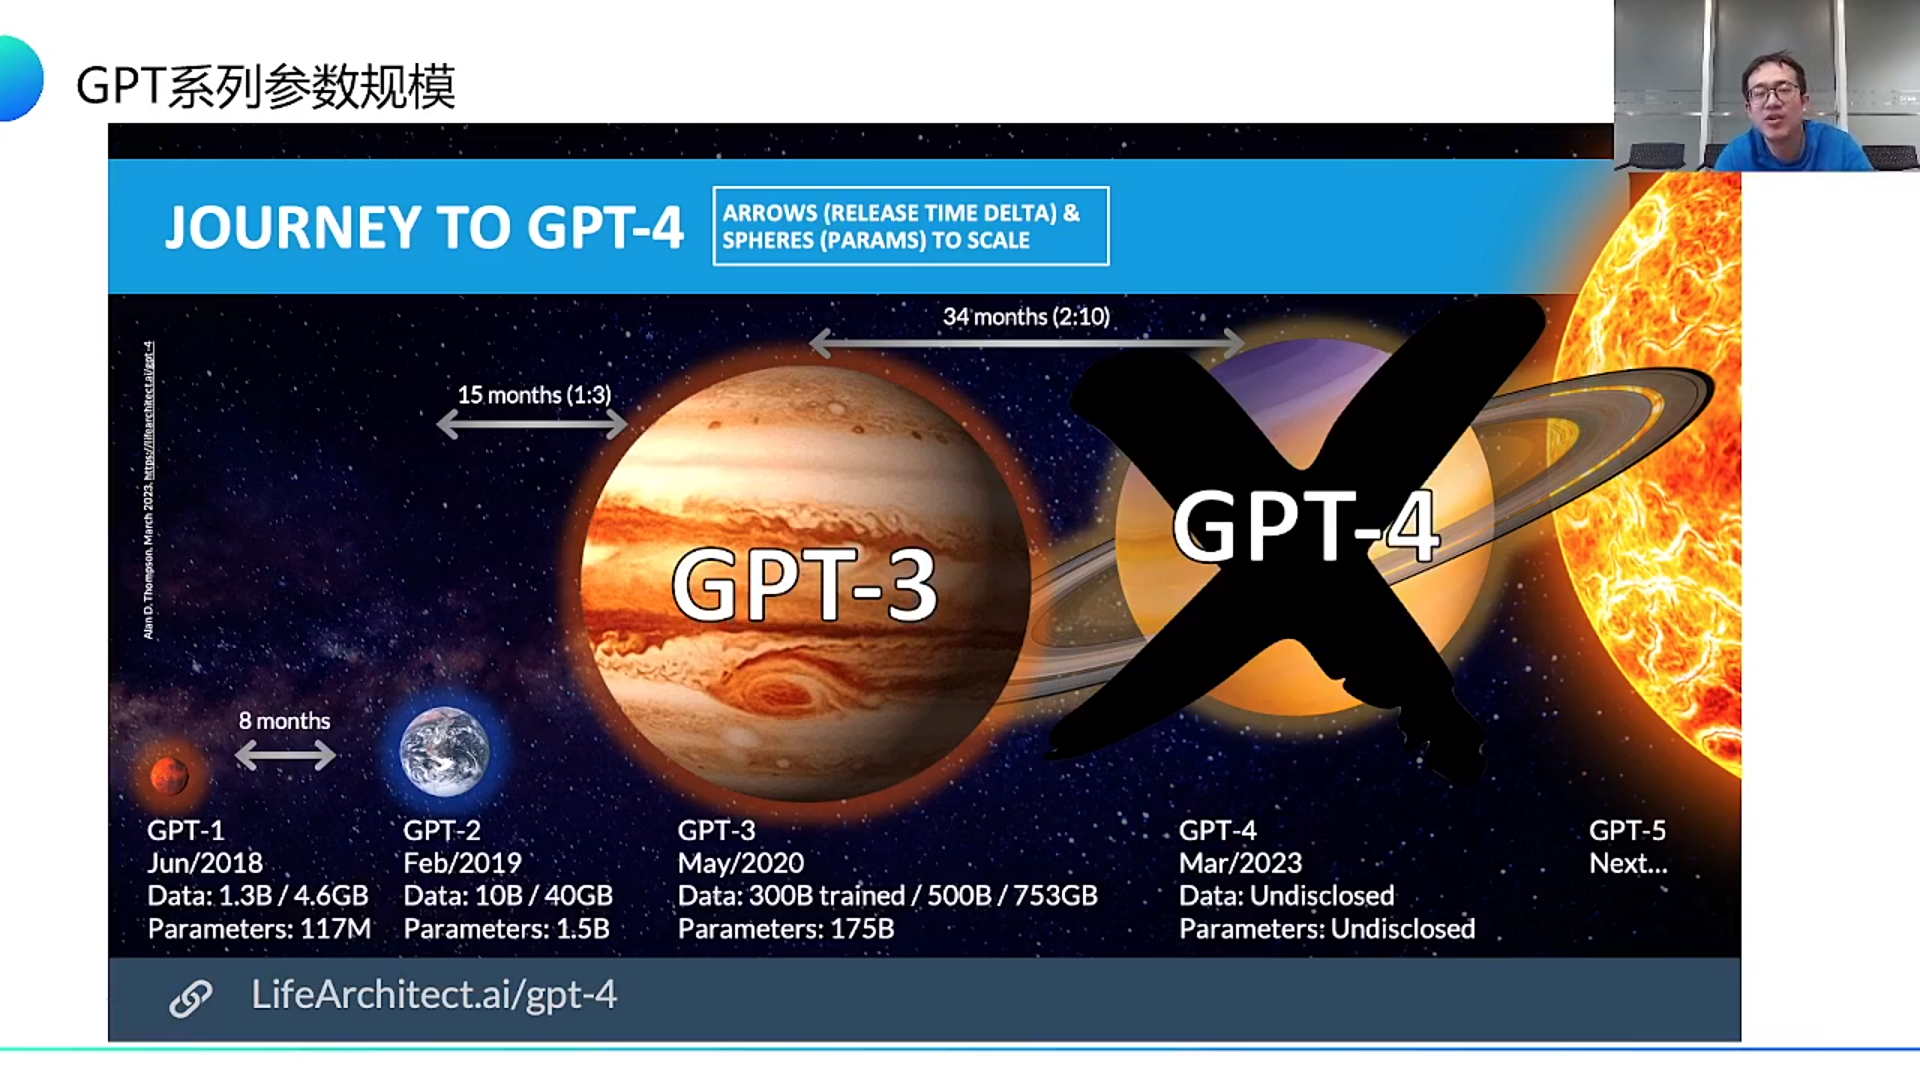 GPT系列参数规模
JOURNEY TO GPT-4
ARROWS (RELEASE TIME DELTA) &
SPHERES (PARAMS) TO SCALE
34 months (2:10)
15 months (1:3)
8 months
GPT-3
GPT-4
Alan D. Thompson. March 2023. https://lifearchitect.ai/gpt-4
GPT-1
Jun/2018
Data: 1.3B / 4.6GB
Parameters: 117M
GPT-2
Feb/2019
Data: 10B / 40GB
Parameters: 1.5B
GPT-3
May/2020
Data: 300B trained / 500B / 753GB
Parameters: 175B
GPT-4
Mar/2023
Data: Undisclosed
Parameters: Undisclosed
GPT-5
Next...
LifeArchitect.ai/gpt-4